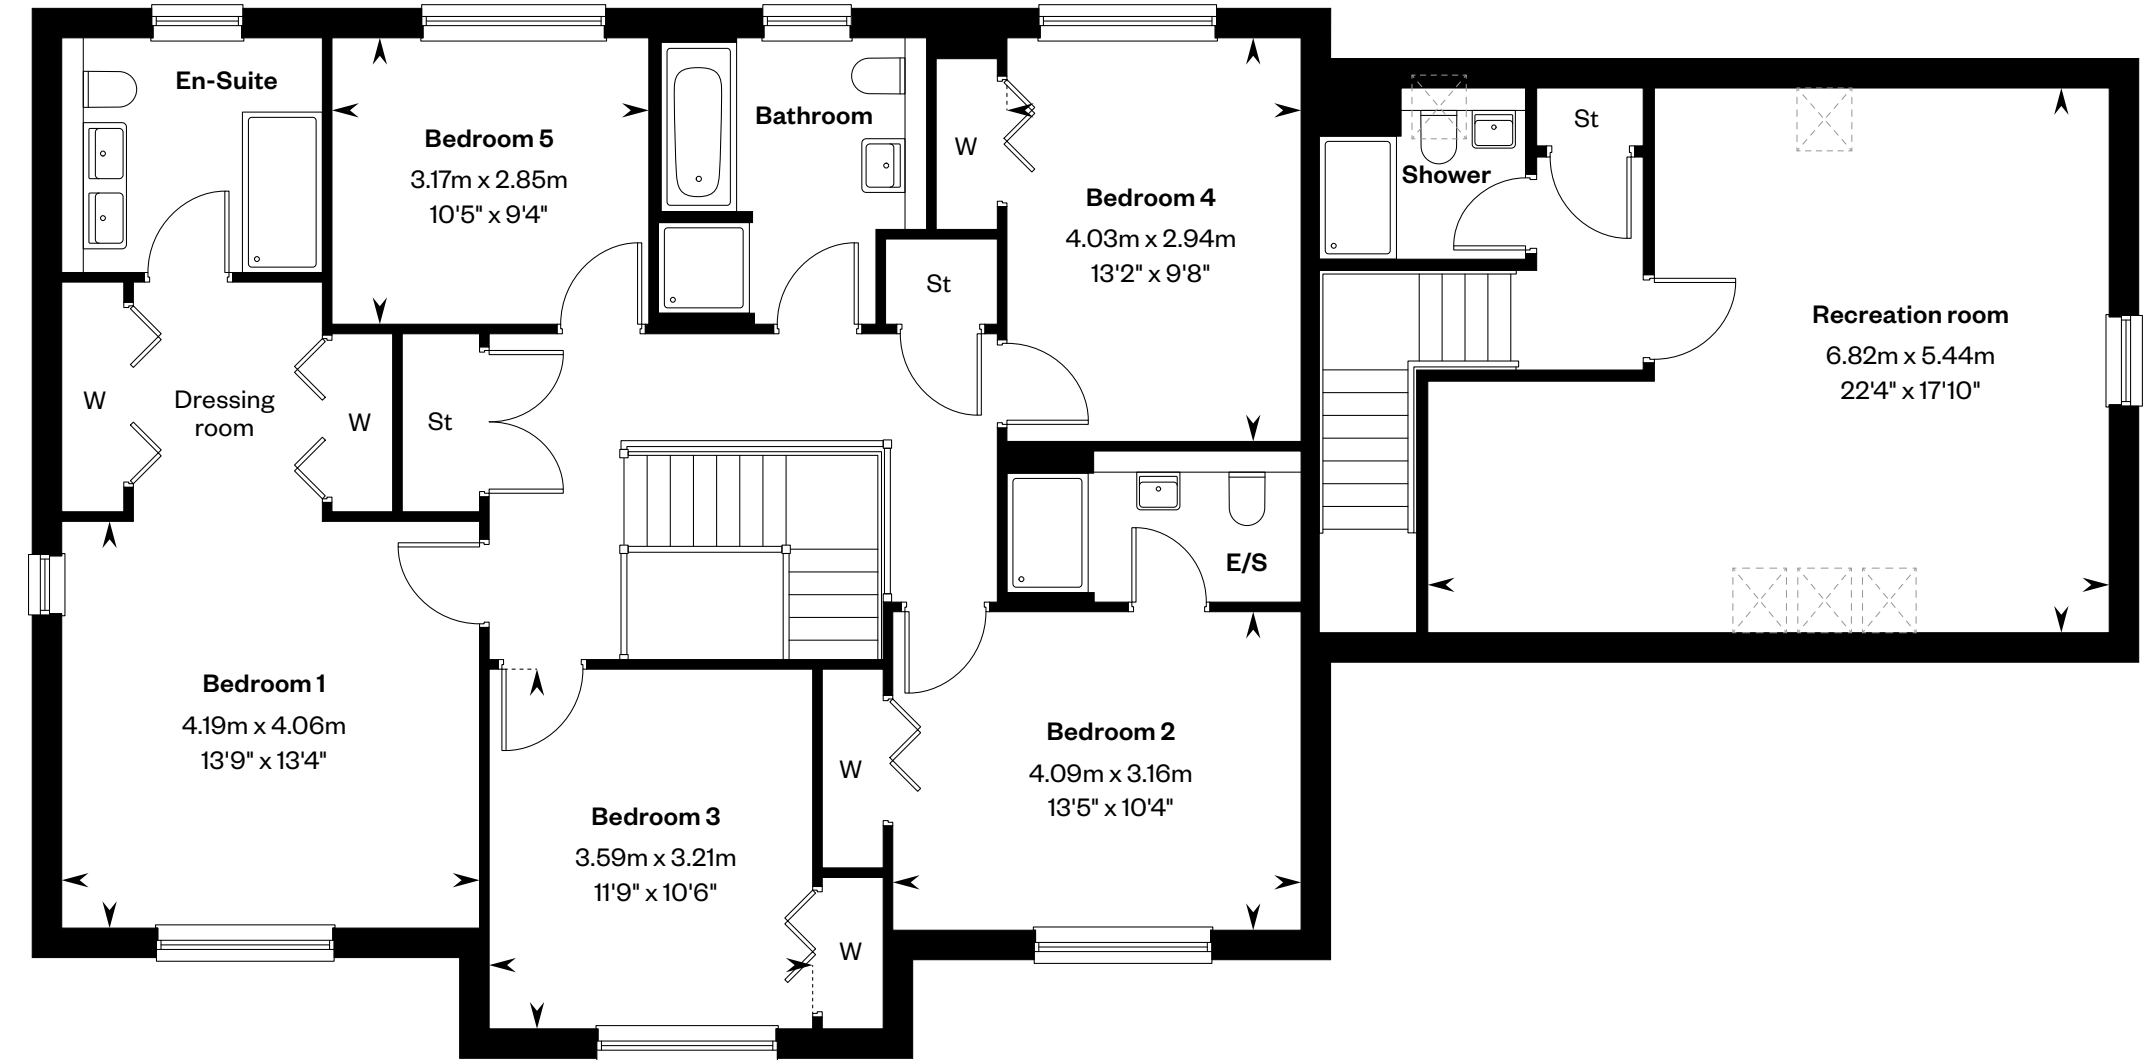 En-Suite
Bedroom 5
3.17m x 2.85m
10'5" x 9'4"
Bathroom
W
Bedroom 4
4.03m x 2.94m
13'2" x 9'8"
St
Shower
St
Recreation room
6.82m x 5.44m
22'4" x 17'10"
W
Dressing
room
W
St
E/S
Bedroom 1
4.19m x 4.06m
13'9" x 13'4"
Bedroom 3
3.59m x 3.21m
11'9" x 10'6"
W
W
Bedroom 2
4.09m x 3.16m
13'5" x 10'4"